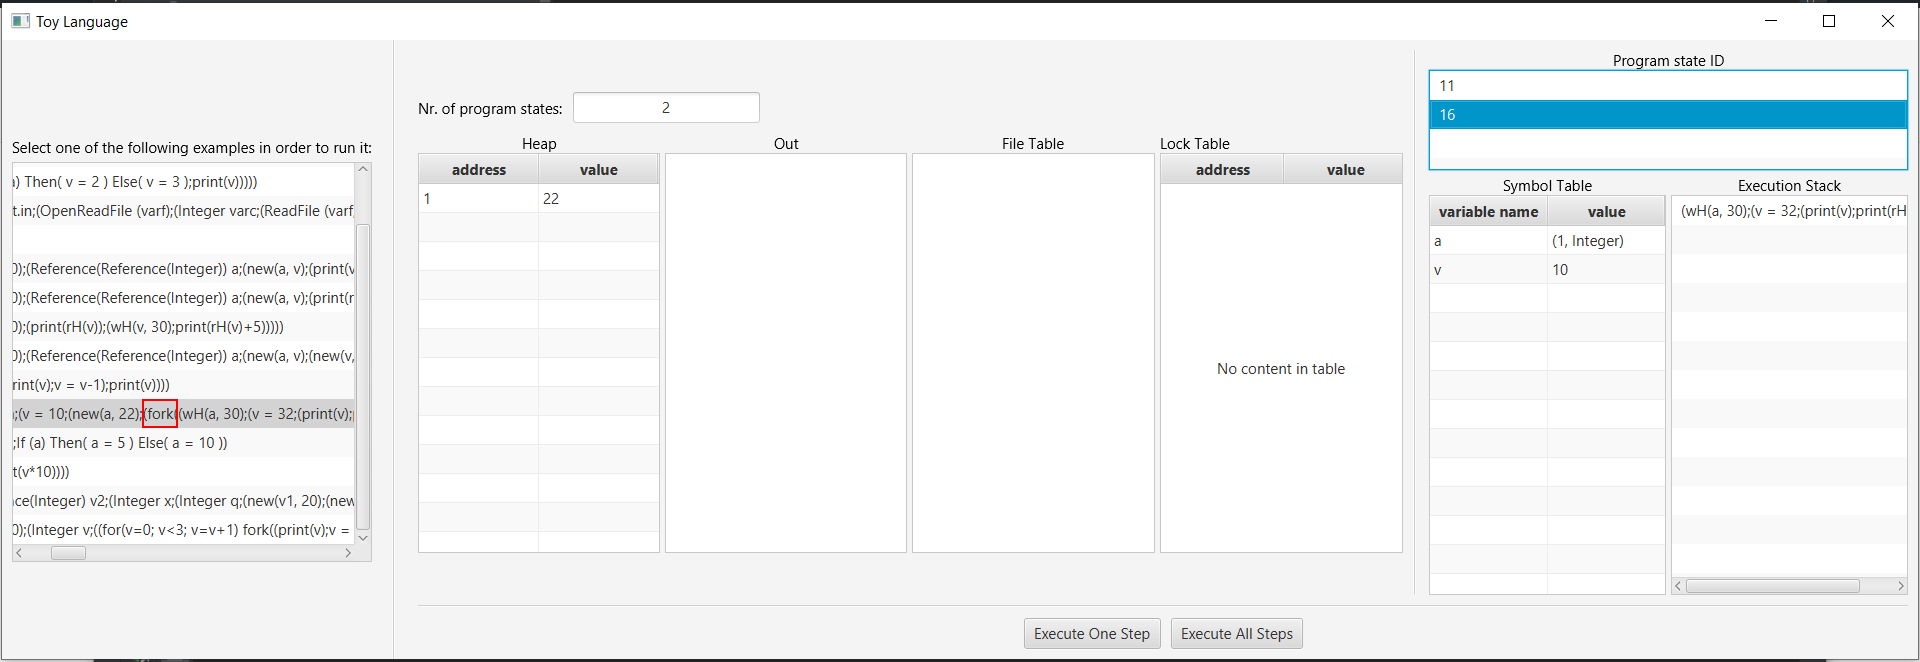 Toy Language
Select one of the following examples in order to run it:
) Then( v = 2 ) Else( v = 3 );print(v)))))
t.in;(OpenReadFile (varf);(Integer varc;(ReadFile (varf,
0);(Reference(Reference(Integer)) a;(new(a, v);(print(v
0);(Reference(Reference(Integer)) a;(new(a, v);(print(r
0);(print(rH(v));(wH(v, 30);print(rH(v)+5)))))
0);(Reference(Reference(Integer)) a;(new(a, v);(new(v,
rint(v);v = v-1);print(v))))
;(v = 10;(new(a, 22);(fork((wH(a, 30);(v = 32;(print(v);
;If (a) Then( a = 5 ) Else( a = 10 ))
t(v*10))))
ce(Integer) v2;(Integer x;(Integer q;(new(v1, 20);(new
0);(Integer v;((for(v=0; v<3; v=v+1) fork((print(v);v =
Nr. of program states: 2
Heap
address value
1 22
Out
File Table
Lock Table
address value
No content in table
Program state ID
11
16
Symbol Table
variable name value
a (1, Integer)
v 10
Execution Stack
(wH(a, 30);(v = 32;(print(v);print(rH
Execute One Step
Execute All Steps